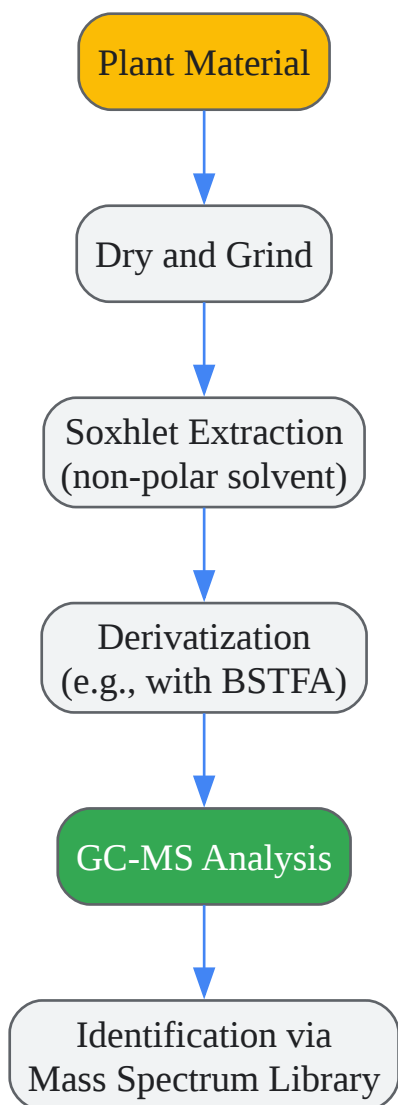 Plant Material
Dry and Grind
Soxhlet Extraction
(non-polar solvent)
Derivatization
(e.g., with BSTFA)
GC-MS Analysis
Identification via
Mass Spectrum Library